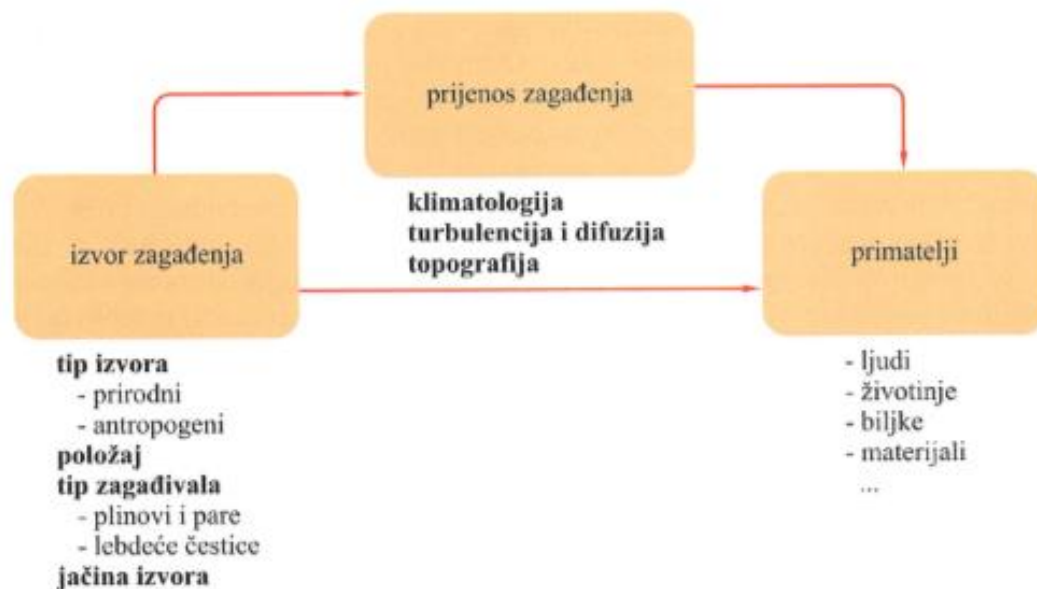 prijenos zagađenja
klimatologija
turbulencija i difuzija
topografija
izvor zagađenja
primatelji
tip izvora
- prirodni
- antropogeni
položaj
tip zagađivala
- plinovi i pare
- lebdeće čestice
jačina izvora
- ljudi
- životinje
- biljke
- materijali
...